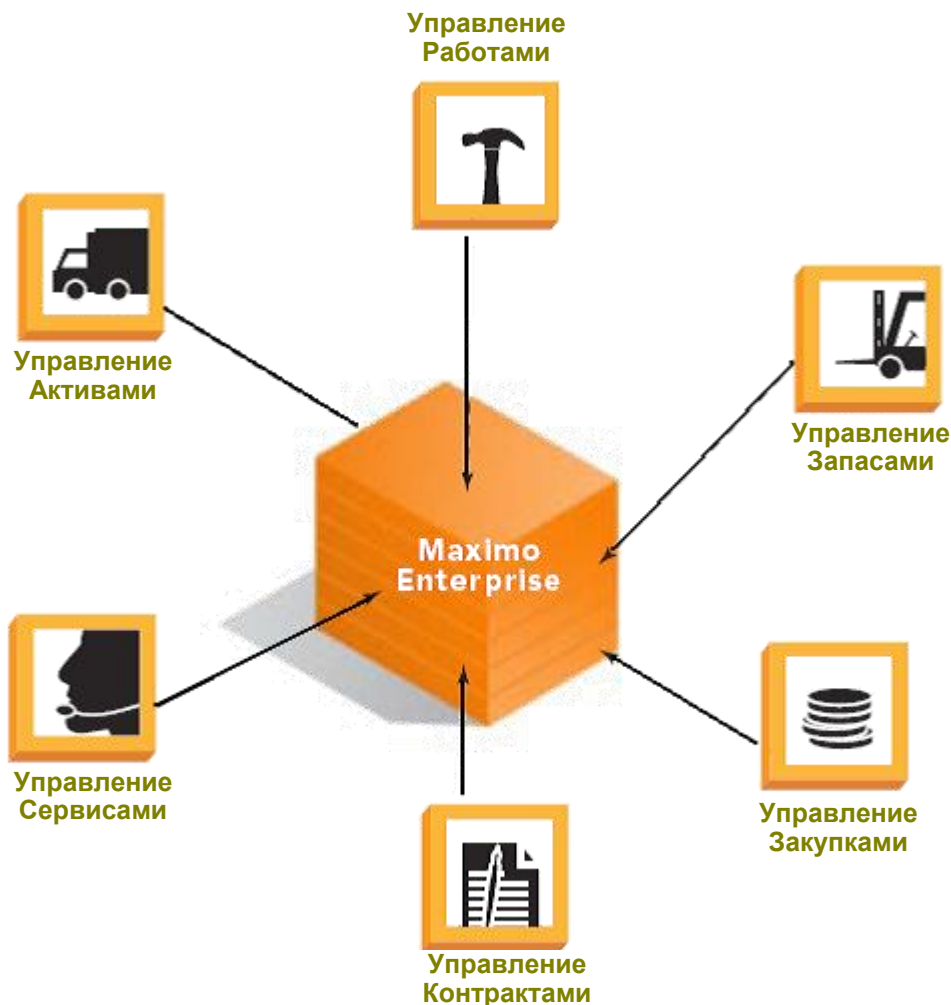 Управление
Работами
Управление
Активами
Управление
Запасами
Maximo
Enterprise
Управление
Сервисами
Управление
Закупками
Управление
Контрактами